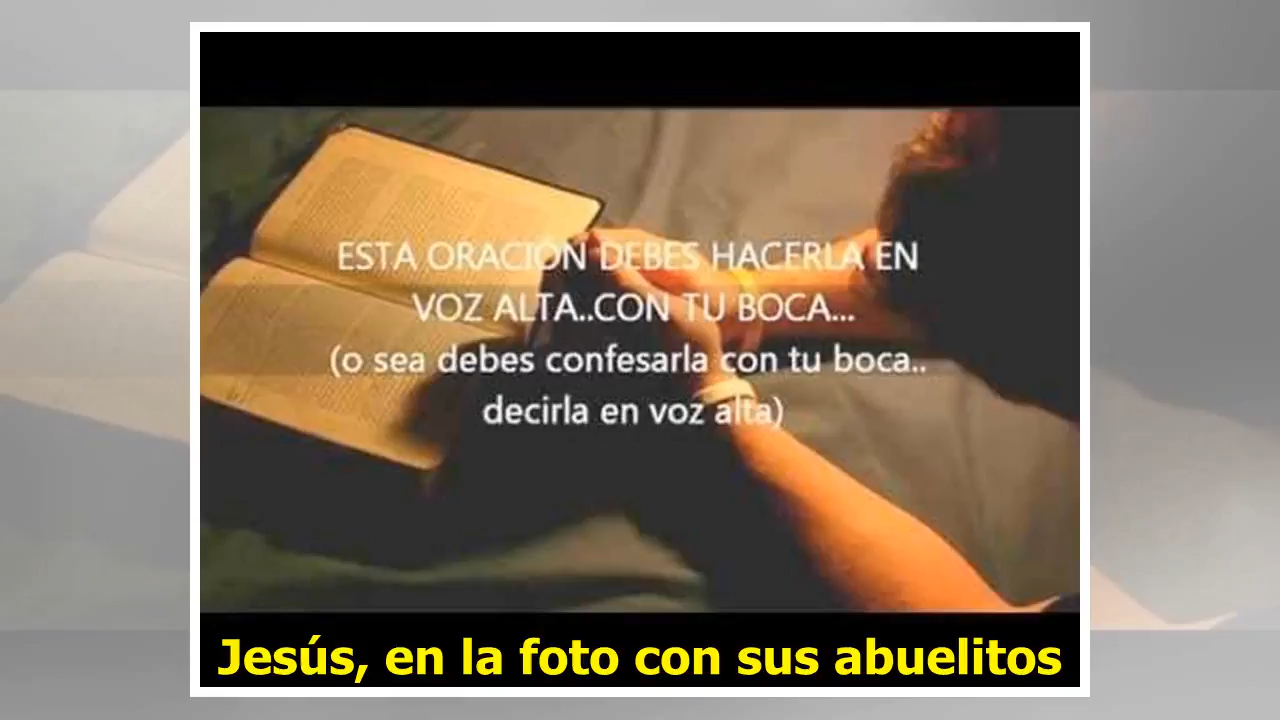 ESTA ORACIÓN DEBES HACERLA EN
VOZ ALTA..CON TU BOCA...
(o sea debes confesarla con tu boca..
decirla en voz alta)
Jesús, en la foto con sus abuelitos